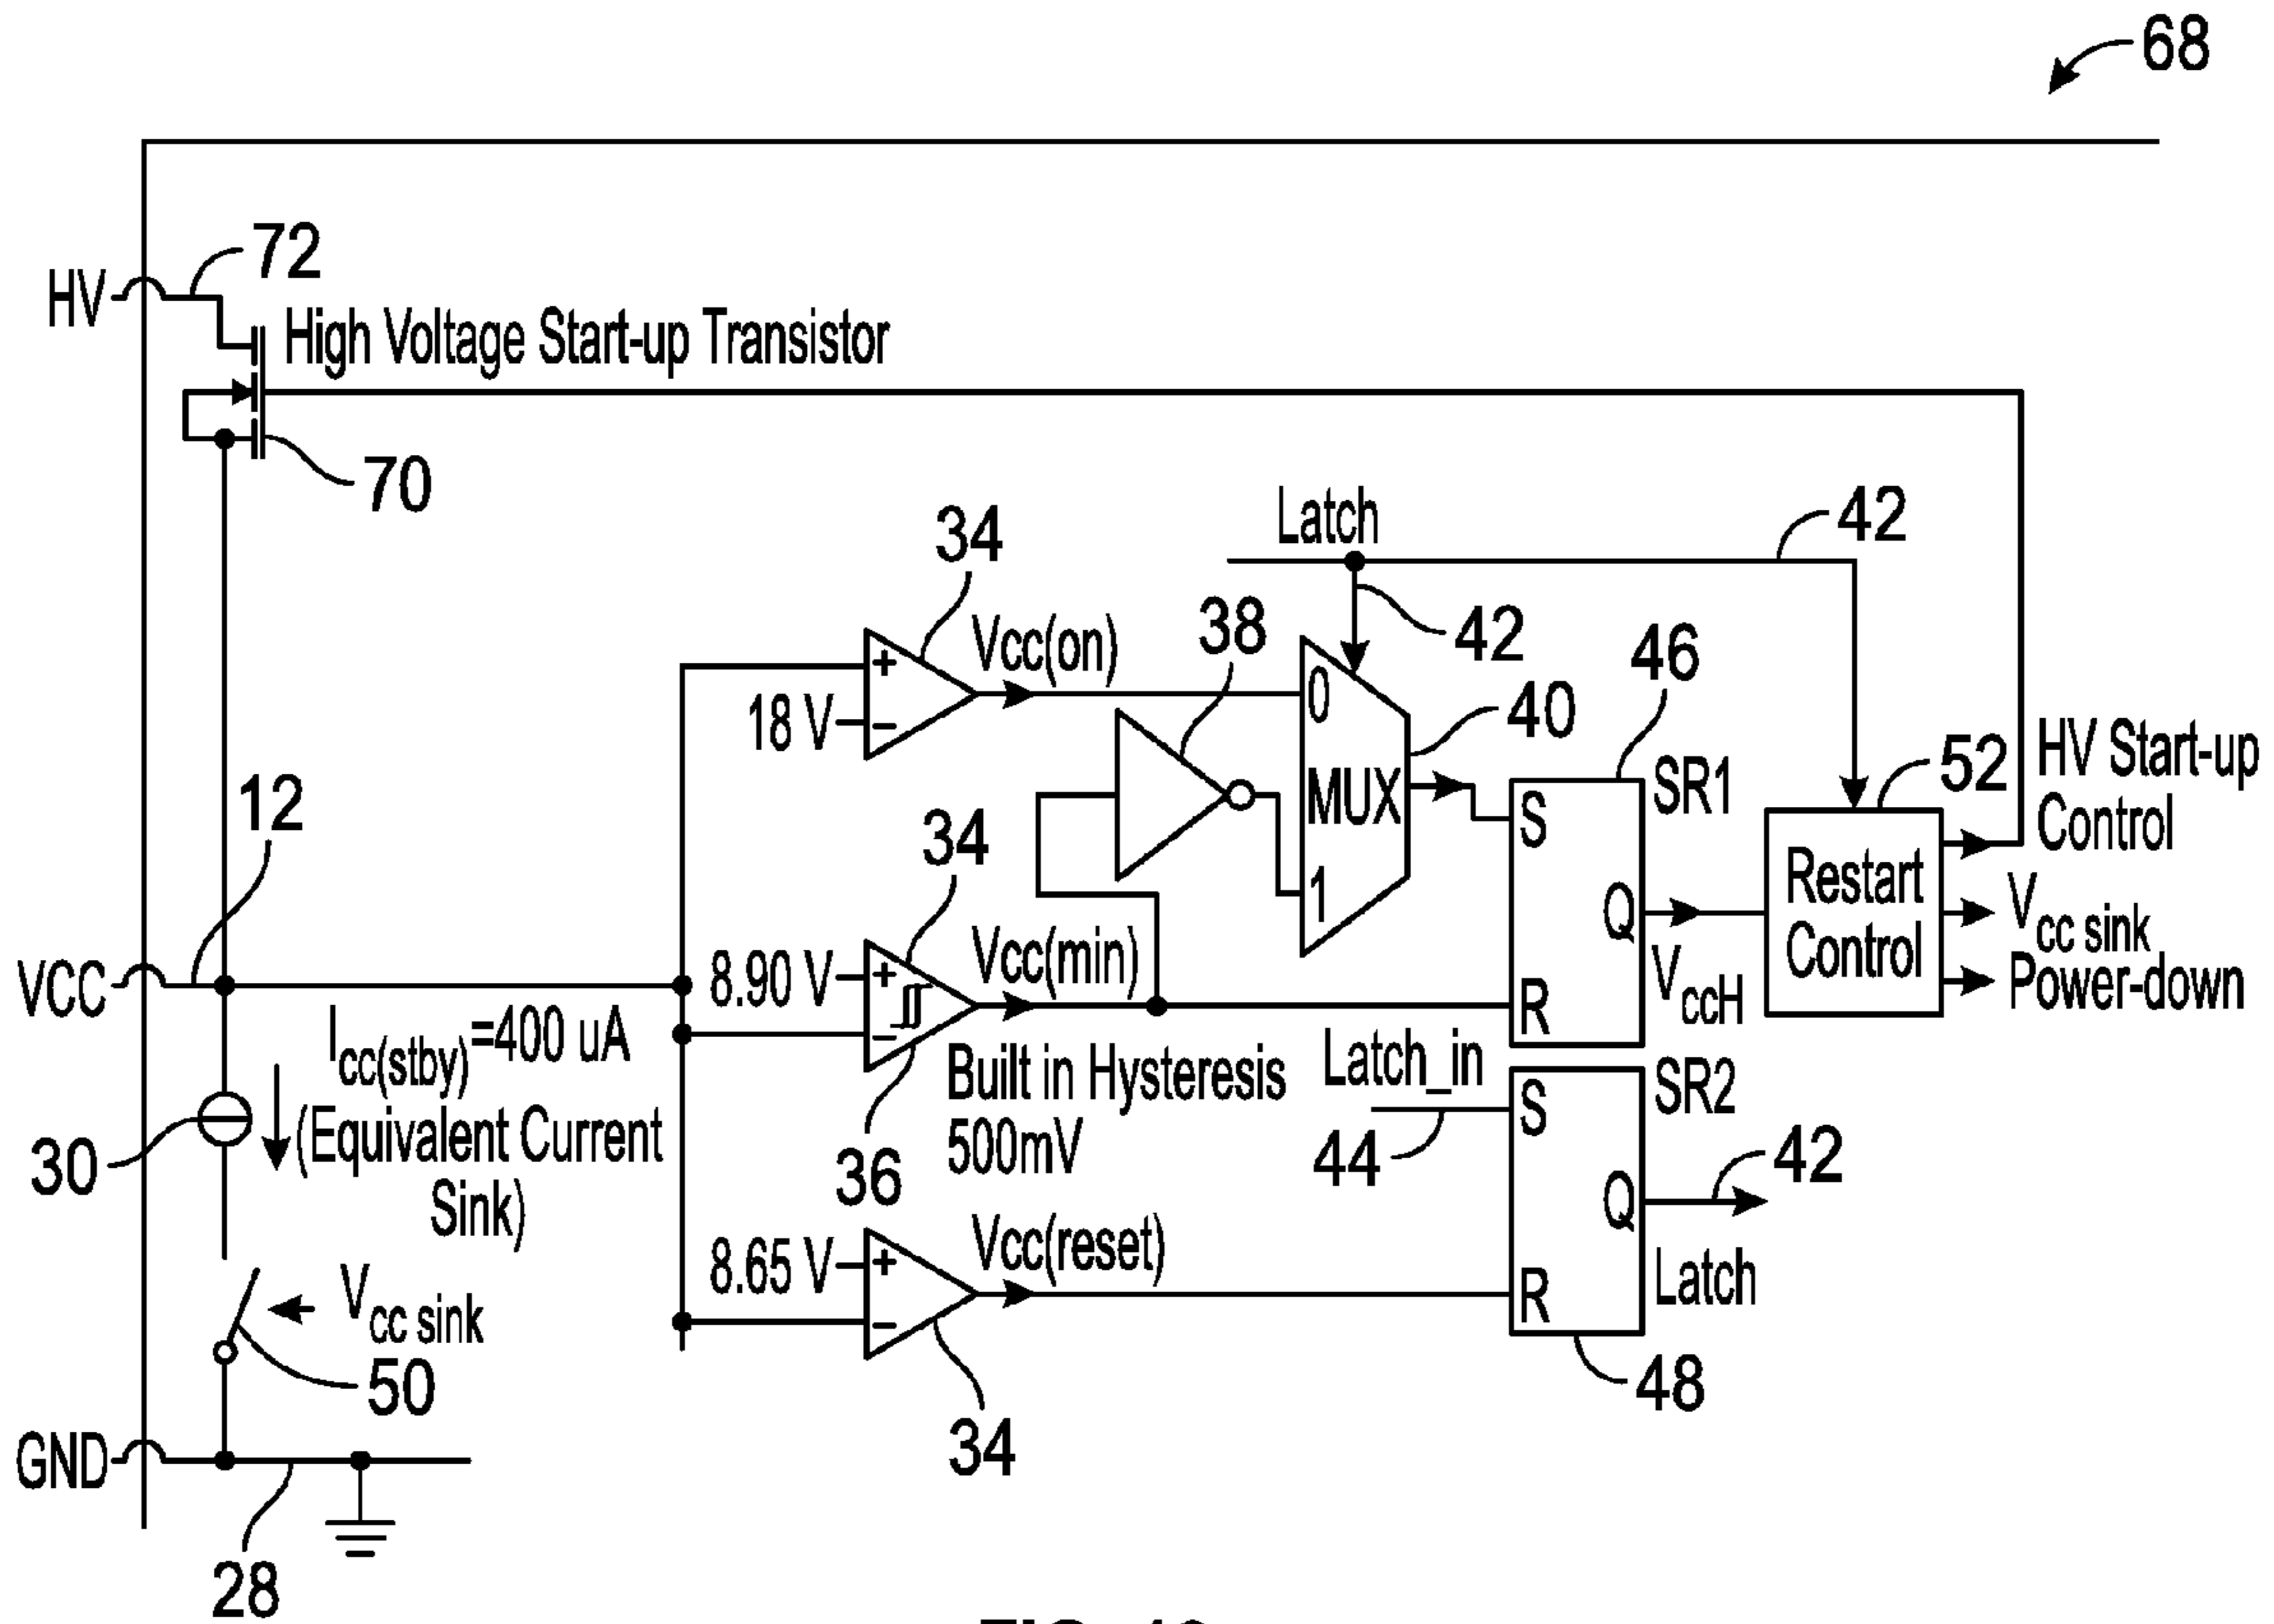 68
HV
72
High Voltage Start-up Transistor
70
34
Latch
42
Vcc(on)
38
42
46
+
18 V
−
0
40
SR1
52
HV Start-up
Control
12
34
MUX
S
Restart
Control
1
Q
V
cc sink
VCC
8.90 V
+
−
Vcc(min)
R
VccH
Power-down
Icc(stby)=400 uA
(Equivalent Current
Sink)
30
36
Built in Hysteresis
500mV
Latch_in
44
S
SR2
Q
42
Latch
8.65 V
+
−
Vcc(reset)
R
Vcc sink
50
34
48
GND
28